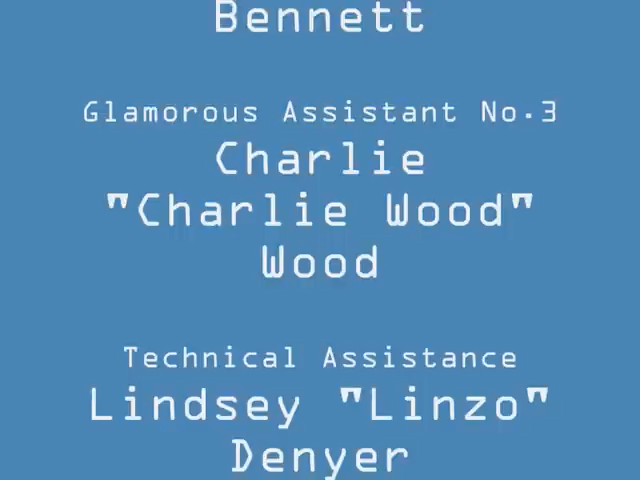 Bennett
Glamorous Assistant No.3
Charlie
"Charlie Wood"
Wood
Technical Assistance
Lindsey "Linzo"
Denyer